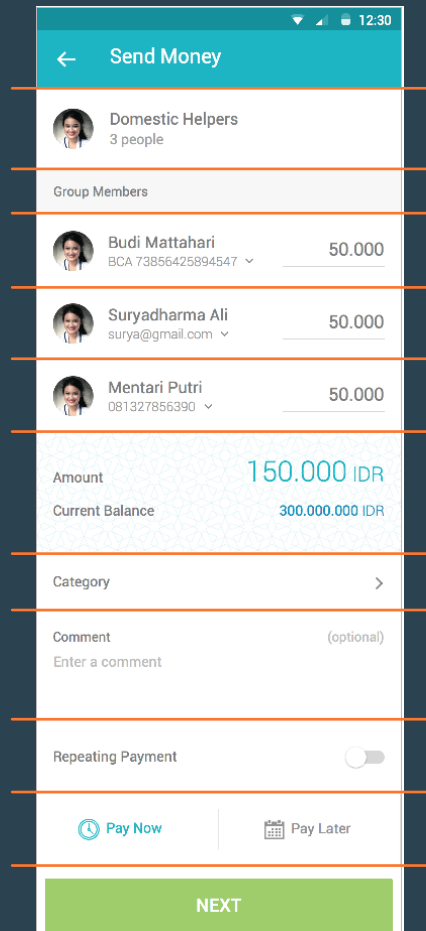 12:30
Send Money
Domestic Helpers
3 people
Group Members
Budi Mattahari
BCA 73856425894547
50.000
Suryadharma Ali
surya@gmail.com
50.000
Mentari Putri
081327856390
50.000
Amount 150.000 IDR
Current Balance 300.000.000 IDR
Category
Comment (optional)
Enter a comment
Repeating Payment
Pay Now Pay Later
NEXT